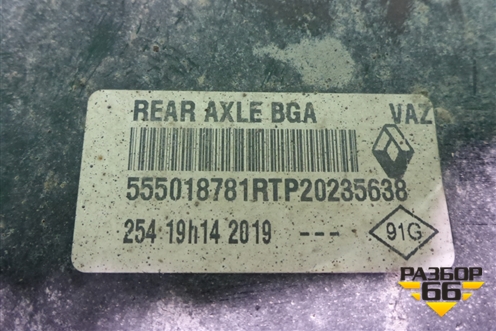 REAR AXLE BGA VAZ
555018781RTP20235638
254 19h14 2019 --- 91G
РАЗБОР
66